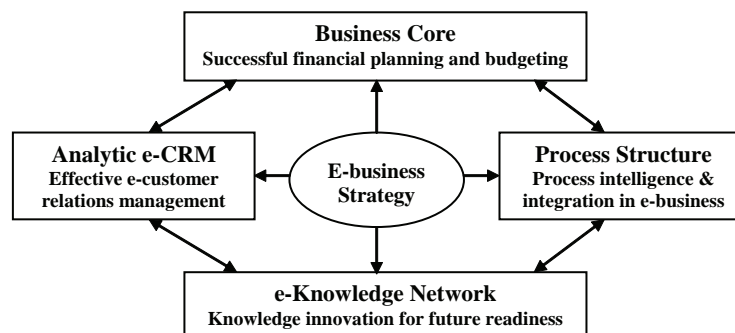 Business Core
Successful financial planning and budgeting
Analytic e-CRM
Effective e-customer
relations management
E-business
Strategy
Process Structure
Process intelligence &
integration in e-business
e-Knowledge Network
Knowledge innovation for future readiness